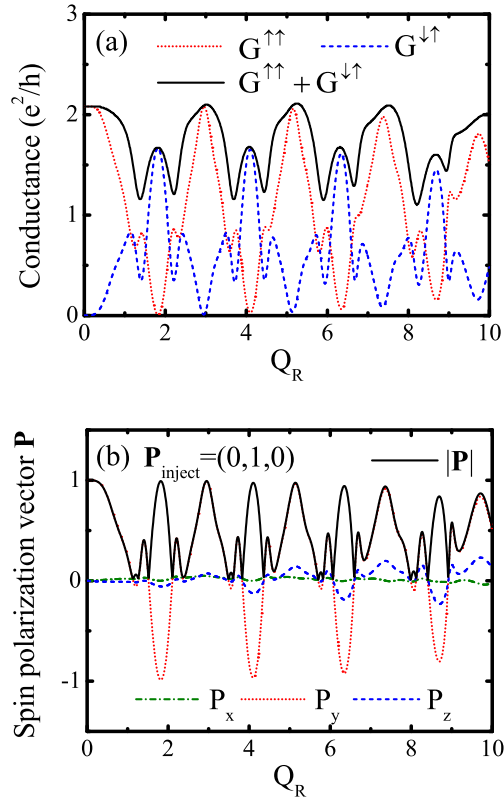 (a) G↑↑ G↓↑
G↑↑ + G↓↑
Conductance (e²/h)
3
2
1
0
0 2 4 6 8 10
Q_R
(b) P_inject=(0,1,0) |P|
Spin polarization vector P
1
0
-1
P_x P_y P_z
0 2 4 6 8 10
Q_R